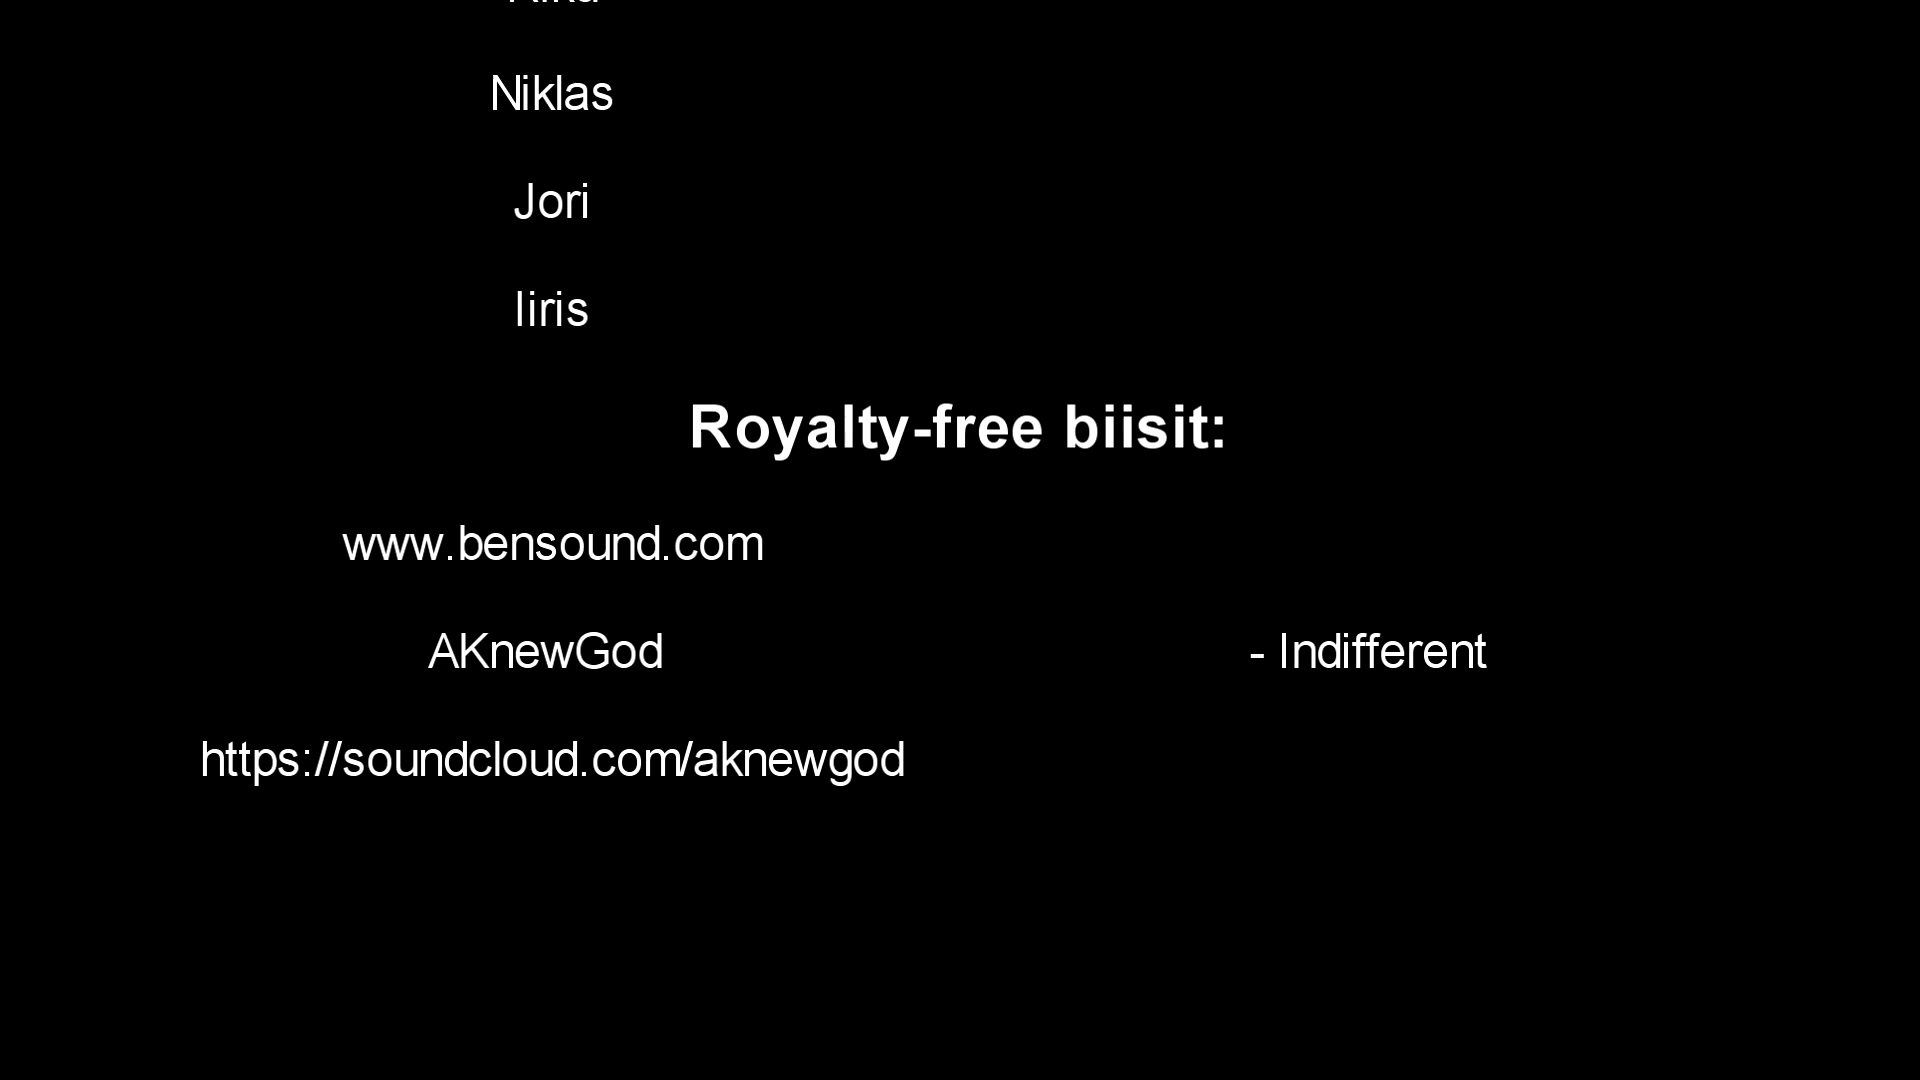 Niklas
Jori
Iiris
Royalty-free biisit:
www.bensound.com
AKnewGod - Indifferent
https://soundcloud.com/aknewgod